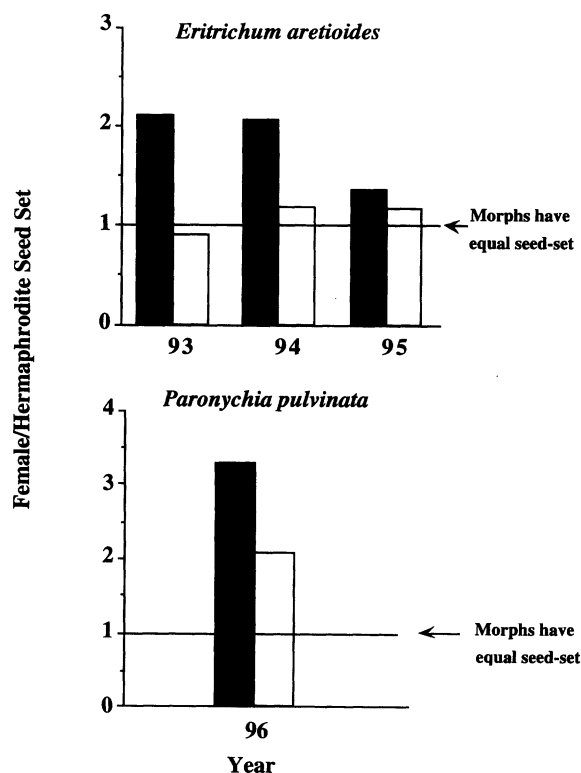 Eritrichum aretioides
Female/Hermaphrodite Seed Set
3
2
1
0
Morphs have
equal seed-set
93 94 95
Paronychia pulvinata
4
3
2
1
0
Morphs have
equal seed-set
96
Year